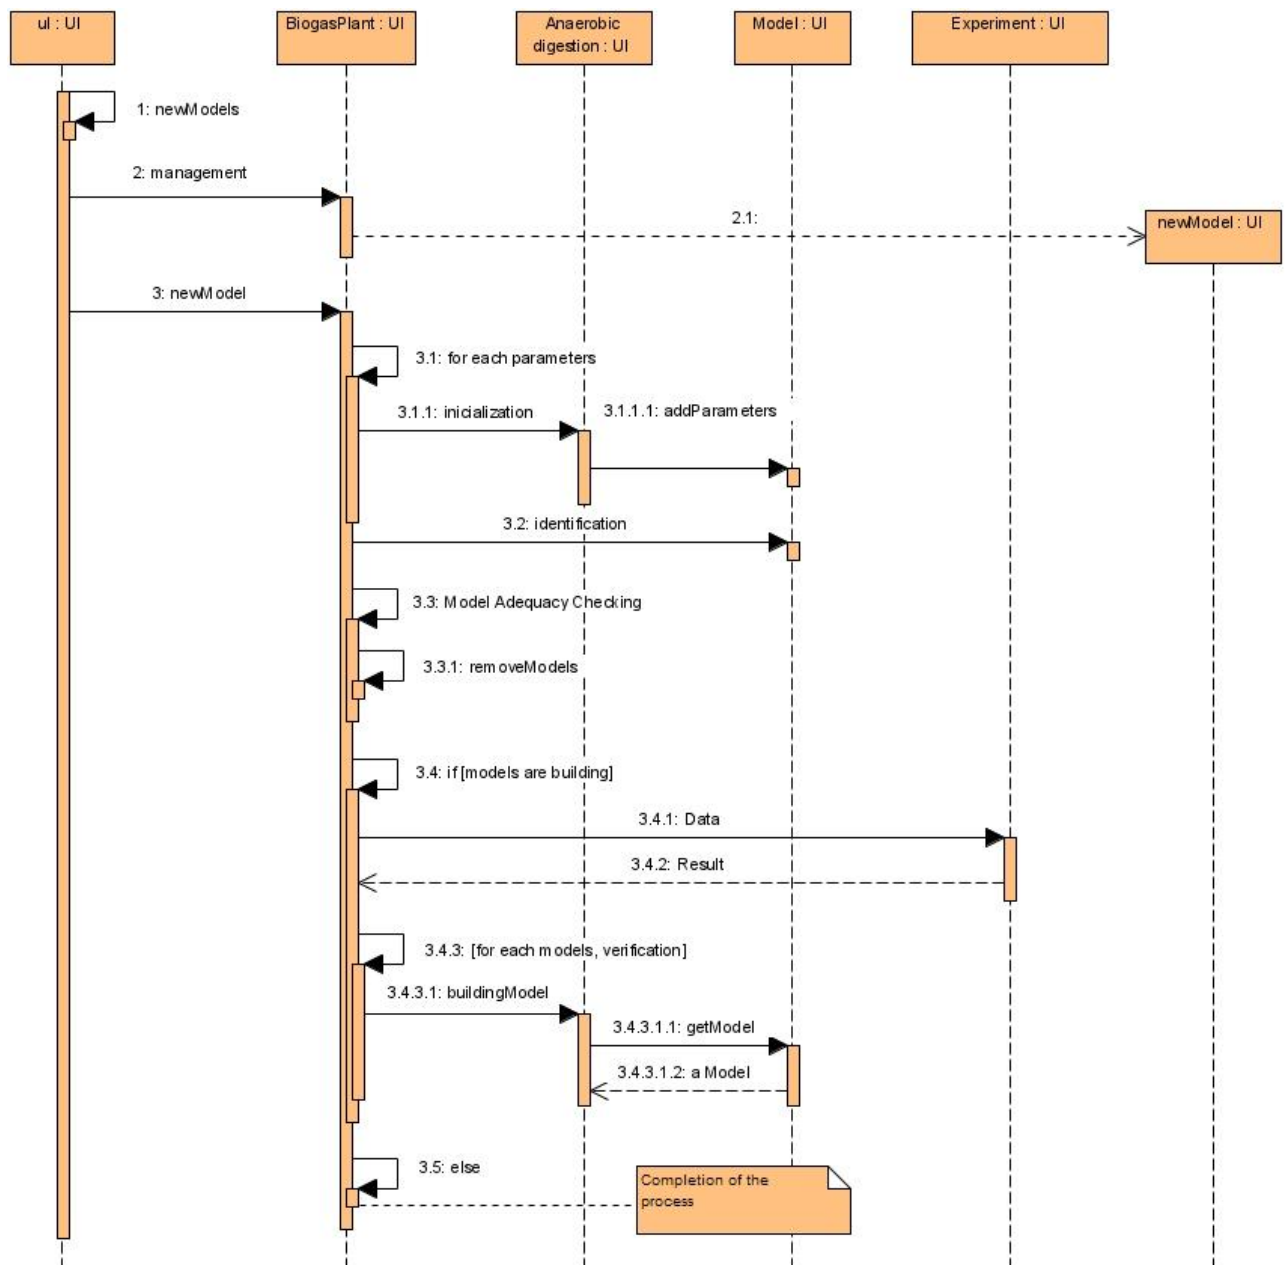 ul : UI
BiogasPlant : UI
Anaerobic
digestion : UI
Model : UI
Experiment : UI
1: newModels
2: management
2.1:
newModel : UI
3: newModel
3.1: for each parameters
3.1.1: inicialization
3.1.1.1: addParameters
3.2: identification
3.3: Model Adequacy Checking
3.3.1: removeModels
3.4: if [models are building]
3.4.1: Data
3.4.2: Result
3.4.3: [for each models, verification]
3.4.3.1: buildingModel
3.4.3.1.1: getModel
3.4.3.1.2: a Model
3.5: else
Completion of the
process